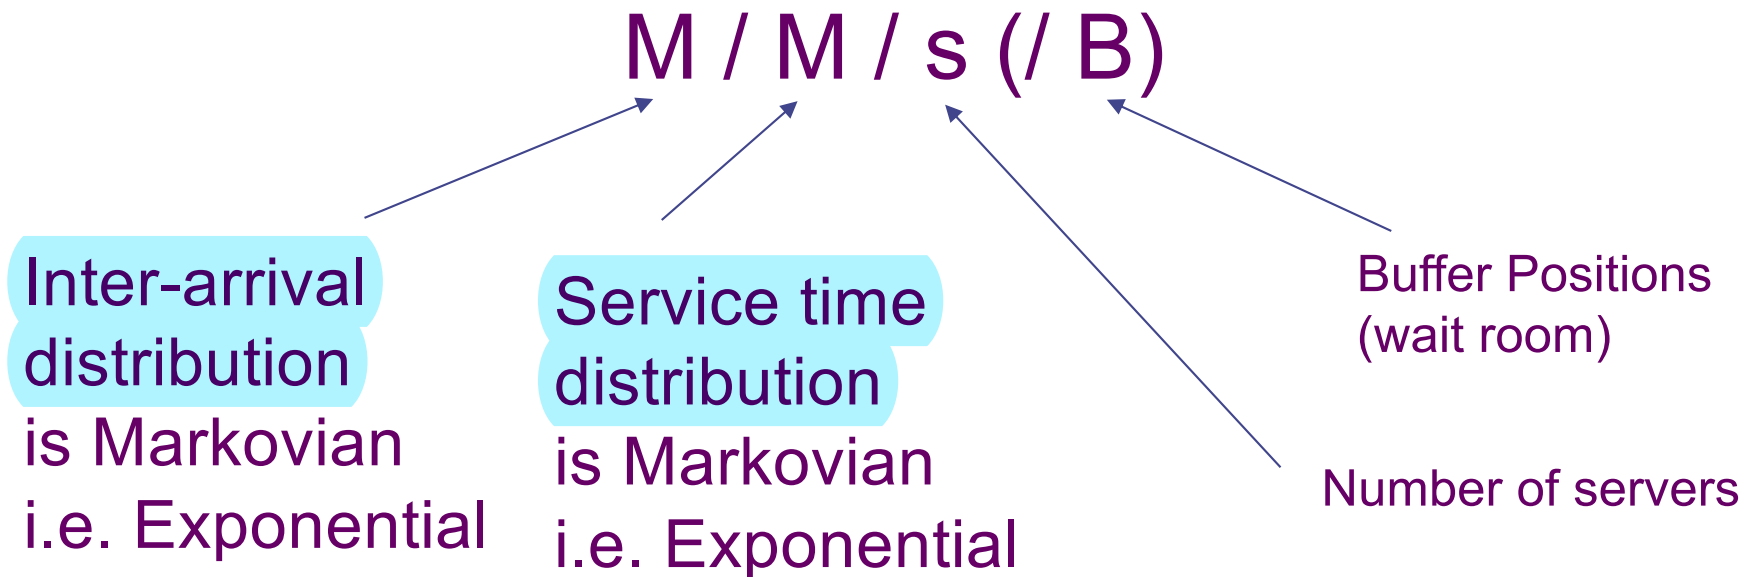 M / M / s (/ B)
Inter-arrival
distribution
is Markovian
i.e. Exponential
Service time
distribution
is Markovian
i.e. Exponential
Buffer Positions
(wait room)
Number of servers